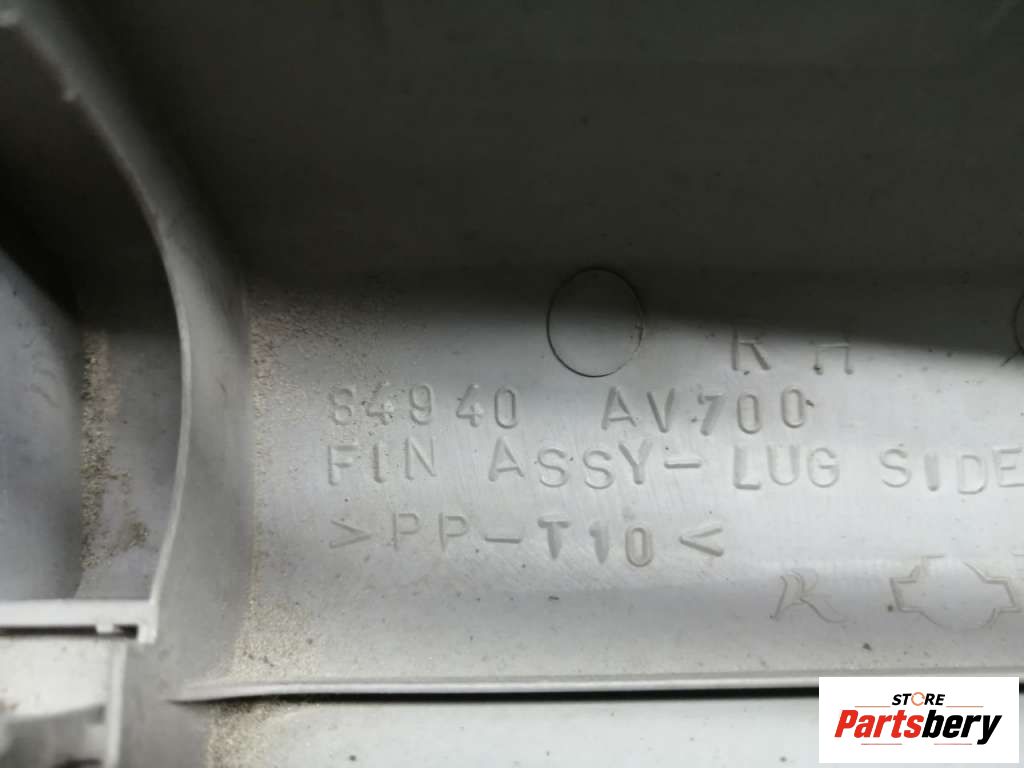 RH
84940 AV700
FIN ASSY-LUG SIDE
>PP-T10<
STORE
Partsbery